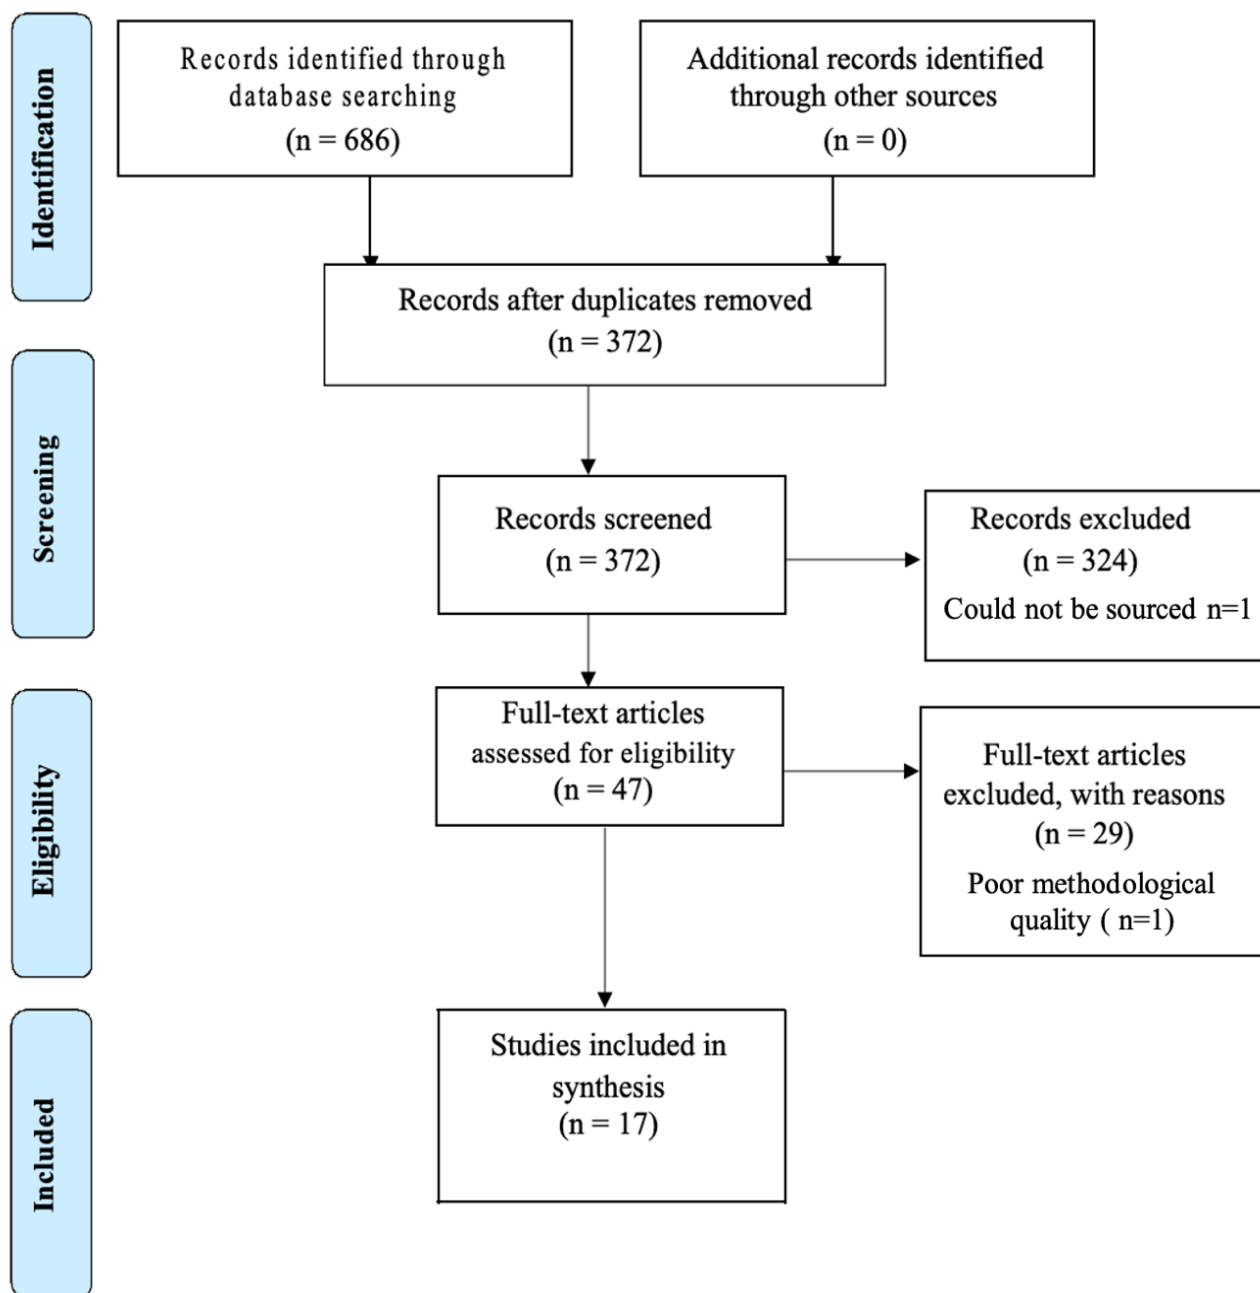 Identification
Records identified through
database searching
(n = 686)
Additional records identified
through other sources
(n = 0)
Records after duplicates removed
(n = 372)
Screening
Records screened
(n = 372)
Records excluded
(n = 324)
Could not be sourced n=1
Eligibility
Full-text articles
assessed for eligibility
(n = 47)
Full-text articles
excluded, with reasons
(n = 29)
Poor methodological
quality ( n=1)
Included
Studies included in
synthesis
(n = 17)